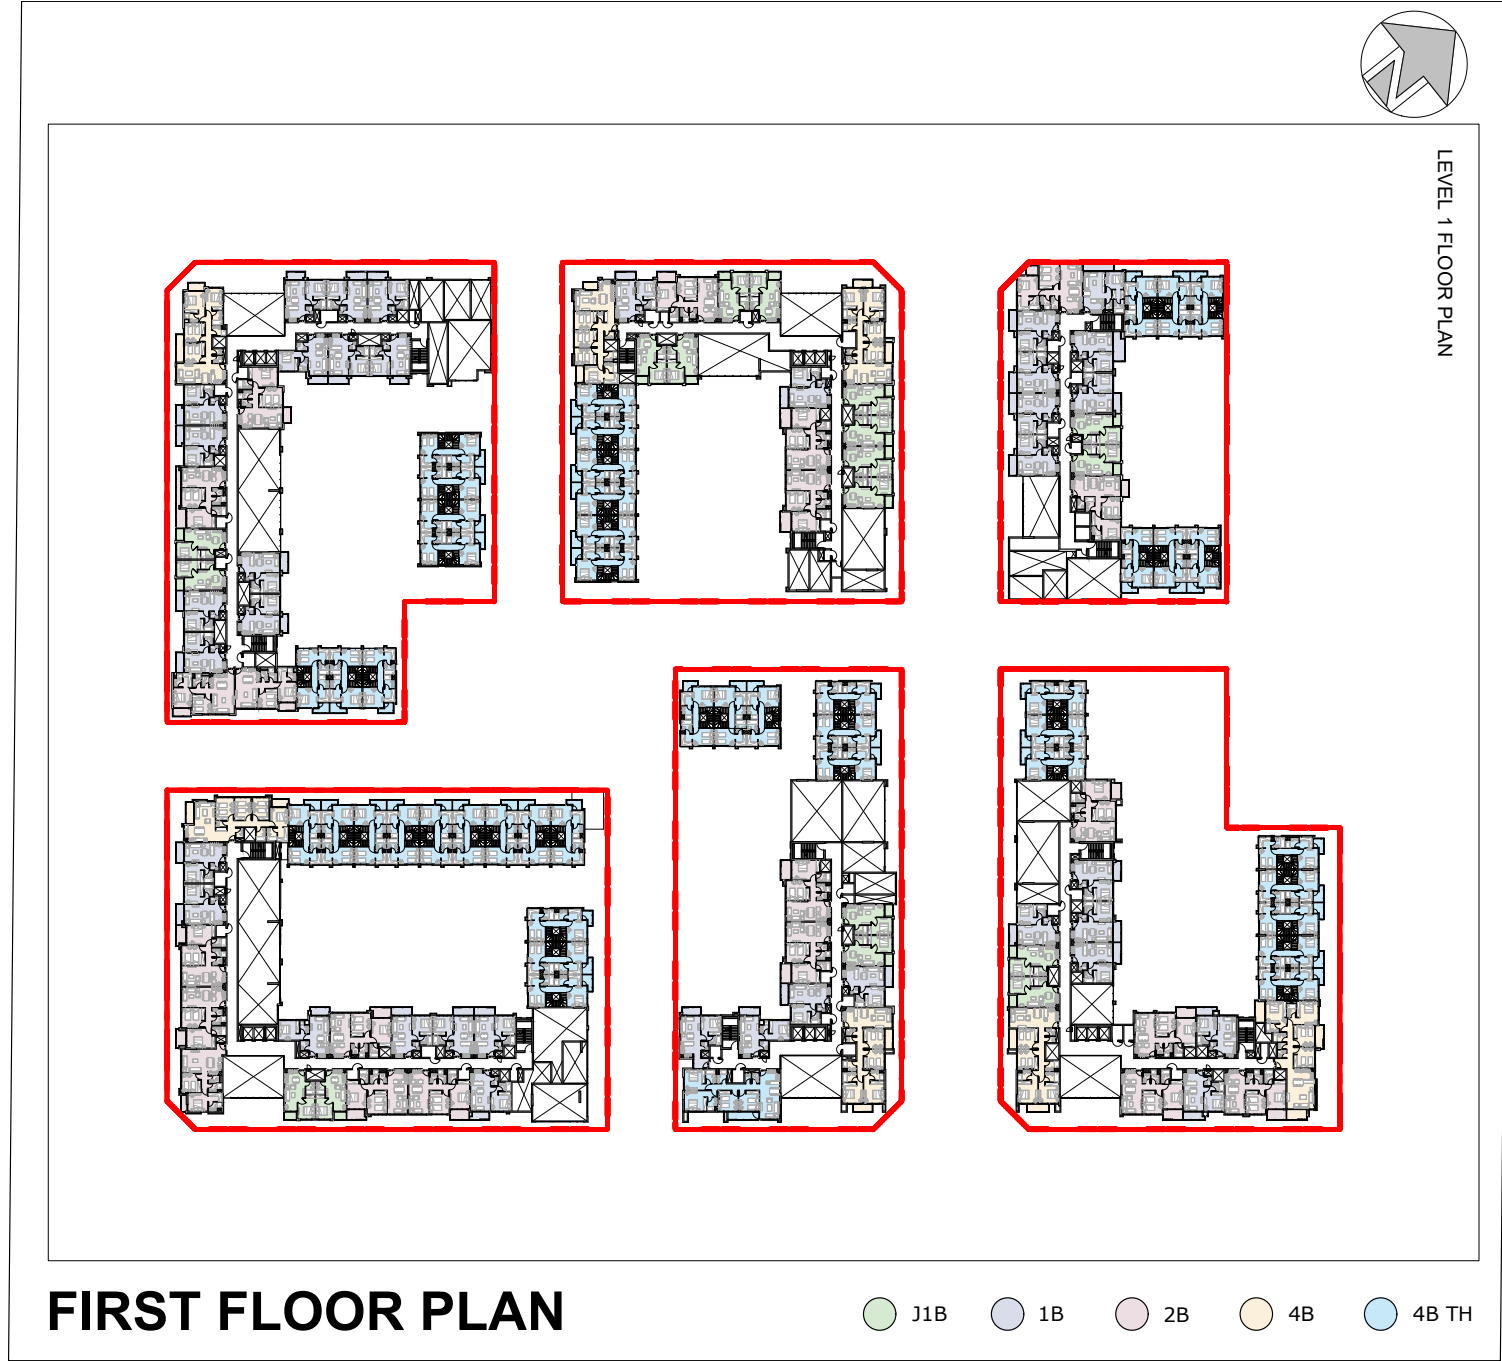 LEVEL 1 FLOOR PLAN
FIRST FLOOR PLAN
J1B
1B
2B
4B
4B TH